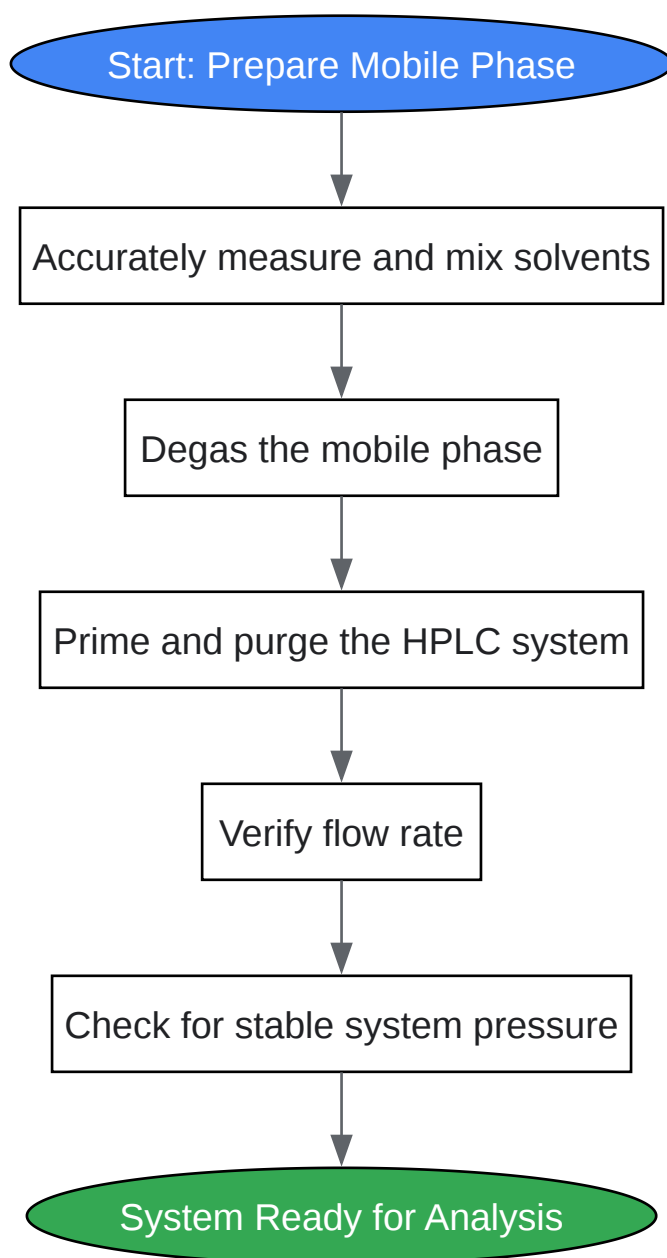 Start: Prepare Mobile Phase
Accurately measure and mix solvents
Degas the mobile phase
Prime and purge the HPLC system
Verify flow rate
Check for stable system pressure
System Ready for Analysis